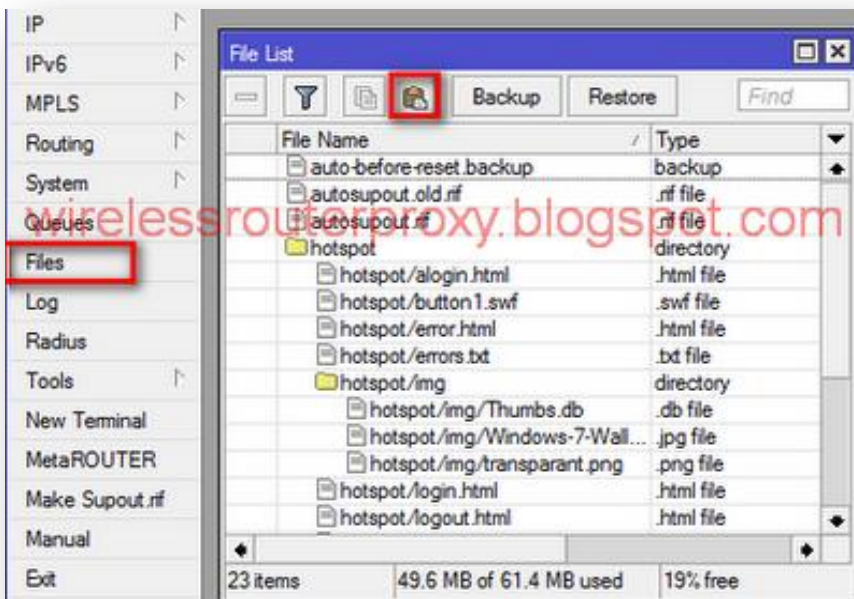 IP
IPv6
MPLS
Routing
System
Queues
Files
Log
Radius
Tools
New Terminal
MetaROUTER
Make Supout.rif
Manual
Exit
File List
Backup Restore Find
File Name Type
auto-before-reset.backup backup
autosupout.old.rif .rif file
autosupout.rif .rif file
wirelessrouterproxy.blogspot.com
hotspot directory
hotspot/alogin.html .html file
hotspot/button1.swf .swf file
hotspot/error.html .html file
hotspot/errors.txt .txt file
hotspot/img directory
hotspot/img/Thumbs.db .db file
hotspot/img/Windows-7-Wall... .jpg file
hotspot/img/transparant.png .png file
hotspot/login.html .html file
hotspot/logout.html .html file
23 items 49.6 MB of 61.4 MB used 19% free